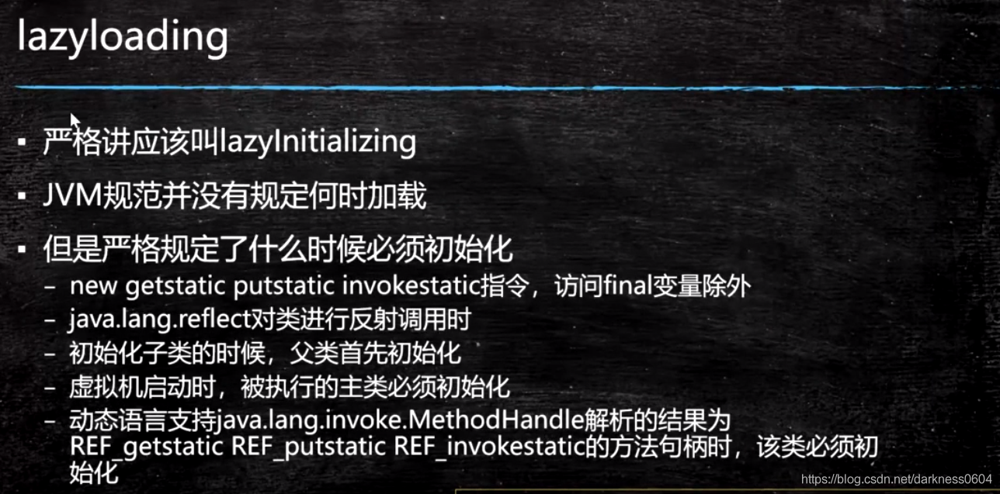 lazyloading
▪ 严格讲应该叫lazyInitializing
▪ JVM规范并没有规定何时加载
▪ 但是严格规定了什么时候必须初始化
– new getstatic putstatic invokestatic指令，访问final变量除外
– java.lang.reflect对类进行反射调用时
– 初始化子类的时候，父类首先初始化
– 虚拟机启动时，被执行的主类必须初始化
– 动态语言支持java.lang.invoke.MethodHandle解析的结果为
REF_getstatic REF_putstatic REF_invokestatic的方法句柄时，该类必须初
始化
https://blog.csdn.net/darkness0604